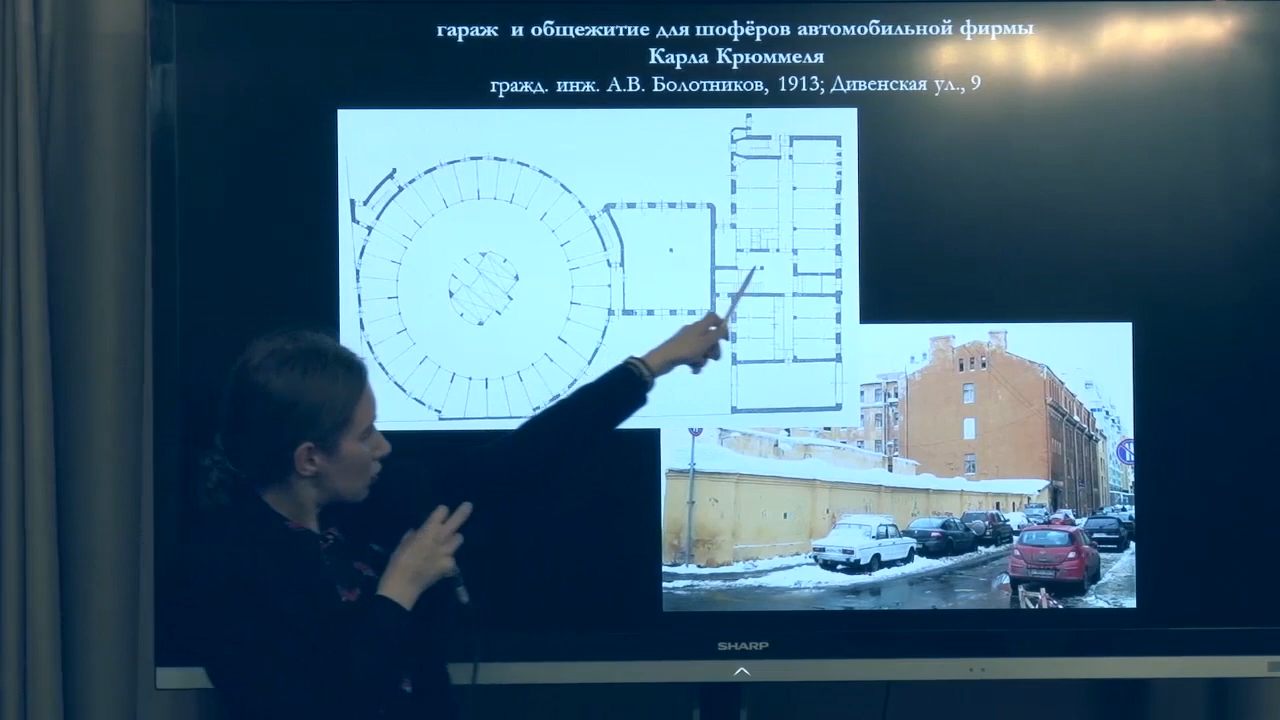 гараж и общежитие для шофёров автомобильной фирмы
Карла Крюммеля
гражд. инж. А.В. Болотников, 1913; Дивенская ул., 9
SHARP